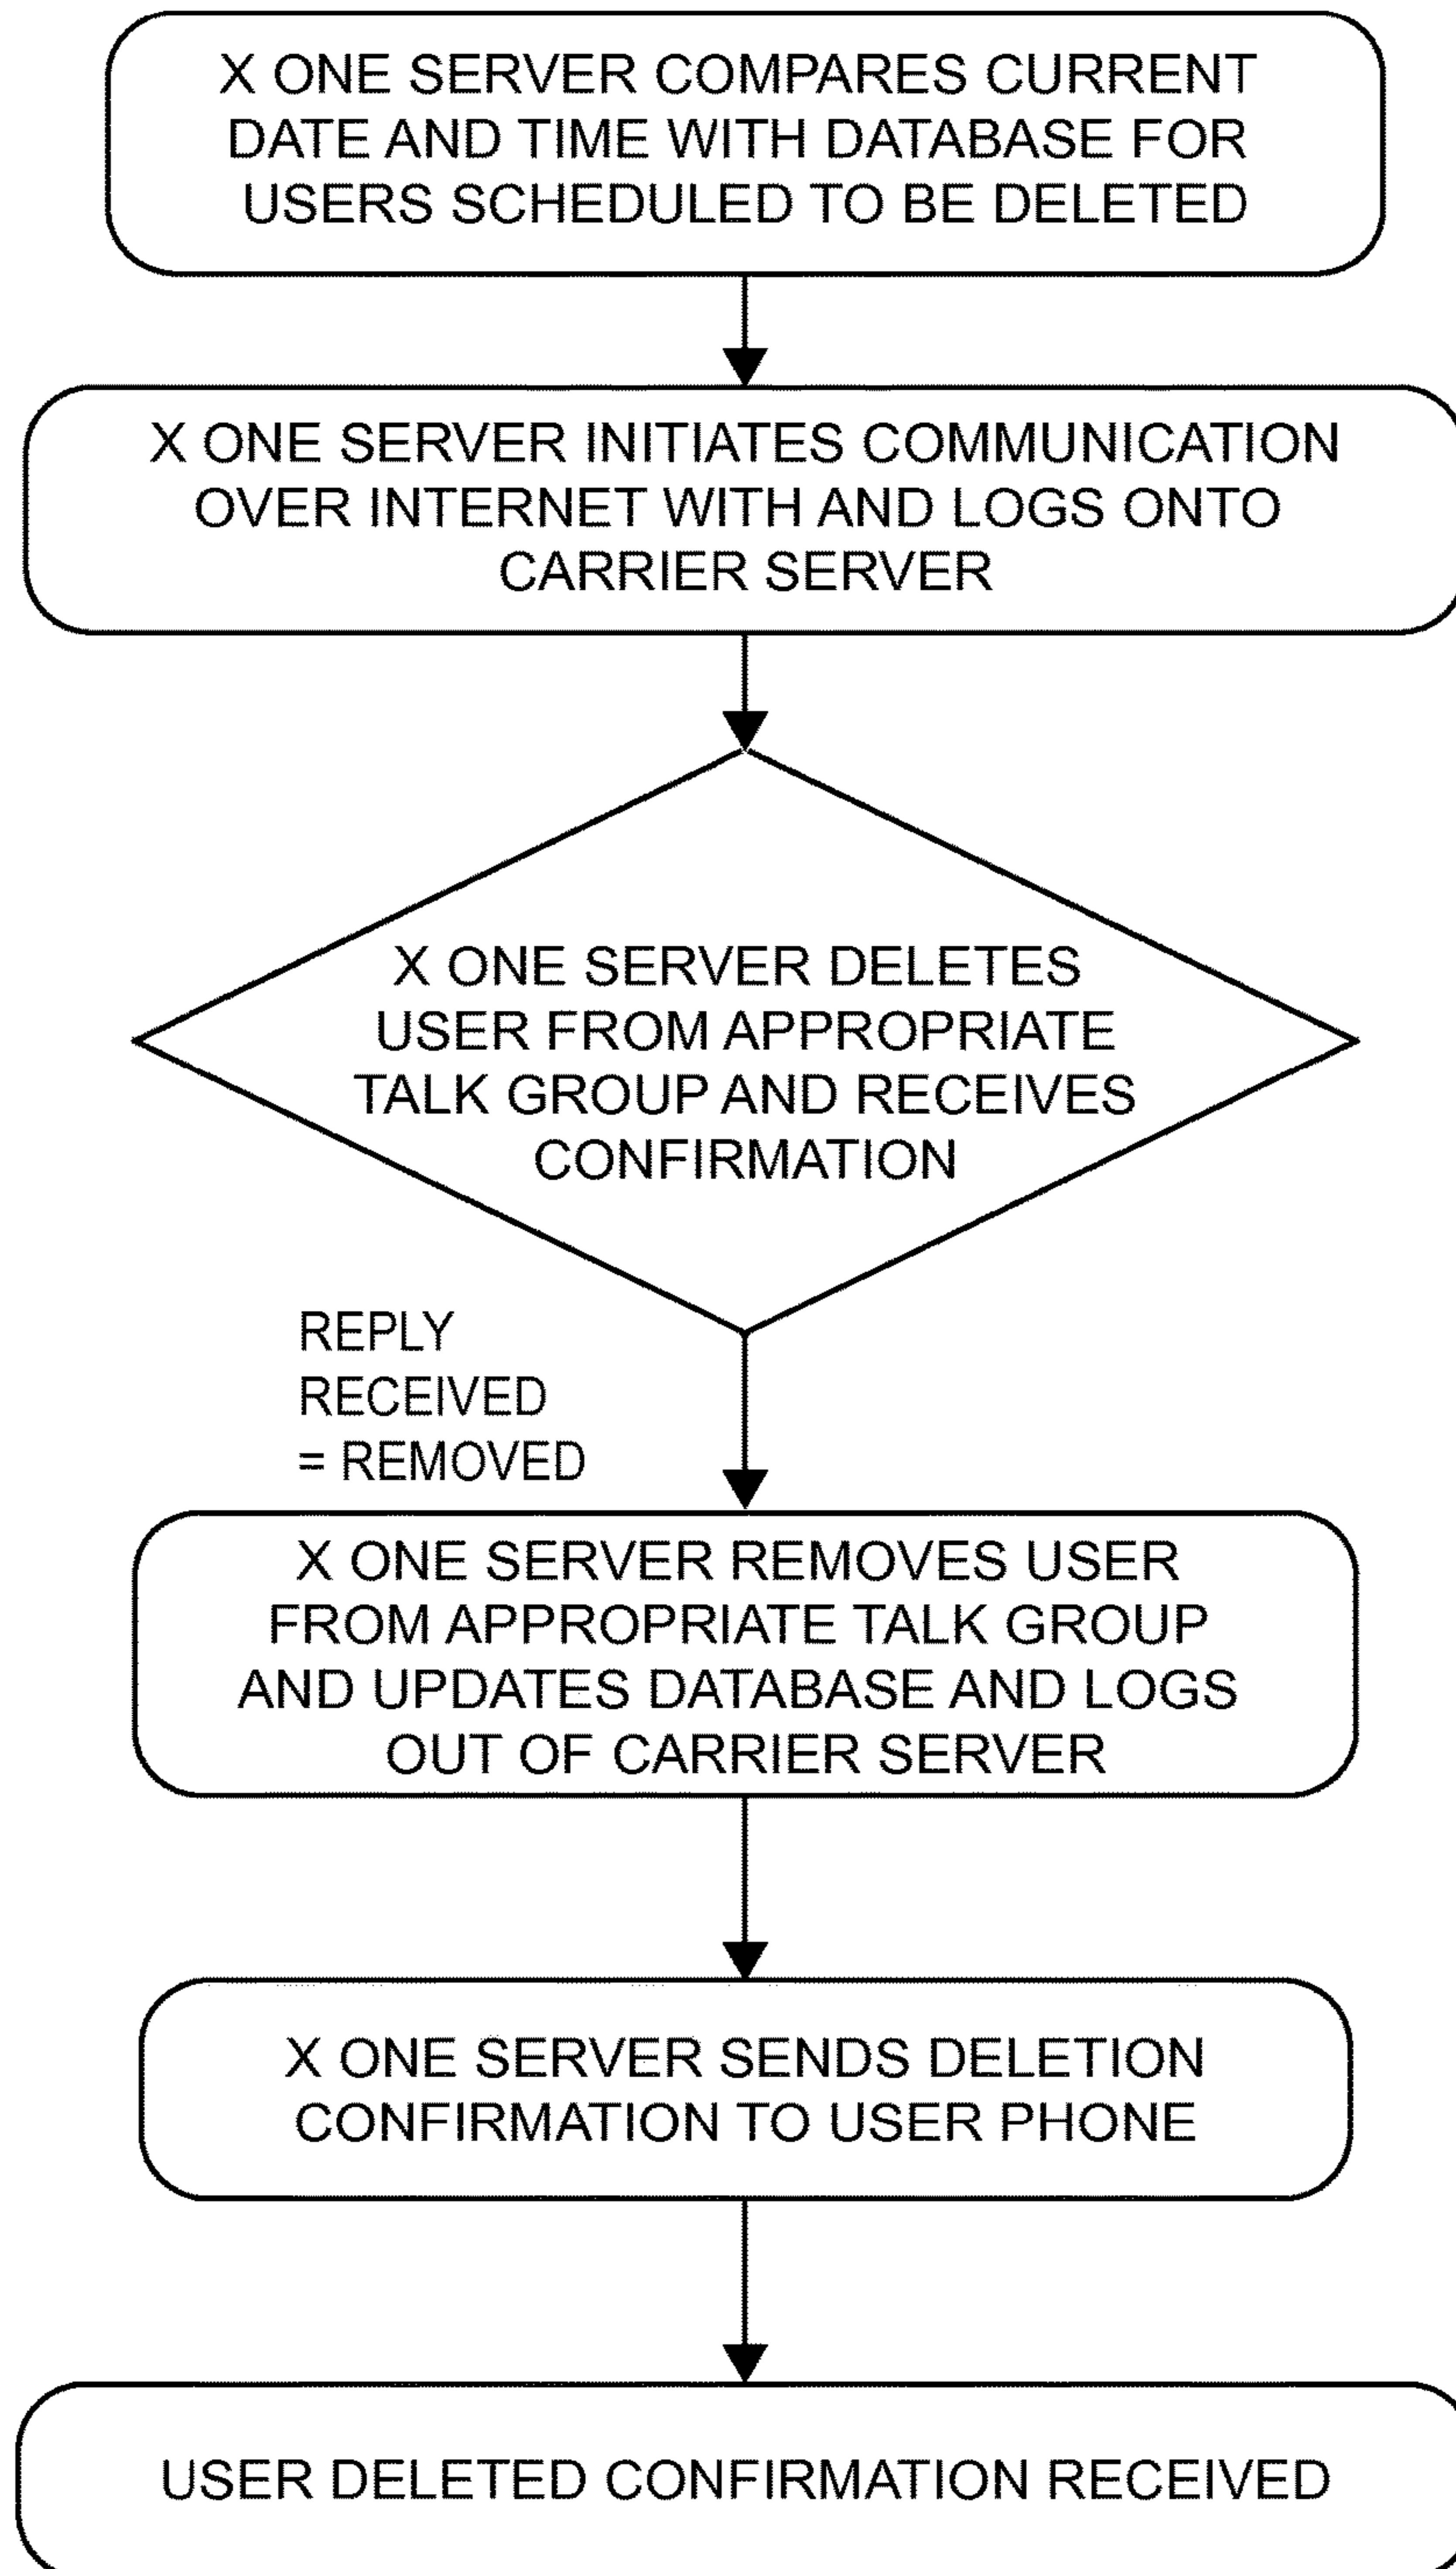 X ONE SERVER COMPARES CURRENT
DATE AND TIME WITH DATABASE FOR
USERS SCHEDULED TO BE DELETED
X ONE SERVER INITIATES COMMUNICATION
OVER INTERNET WITH AND LOGS ONTO
CARRIER SERVER
X ONE SERVER DELETES
USER FROM APPROPRIATE
TALK GROUP AND RECEIVES
CONFIRMATION
REPLY
RECEIVED
= REMOVED
X ONE SERVER REMOVES USER
FROM APPROPRIATE TALK GROUP
AND UPDATES DATABASE AND LOGS
OUT OF CARRIER SERVER
X ONE SERVER SENDS DELETION
CONFIRMATION TO USER PHONE
USER DELETED CONFIRMATION RECEIVED